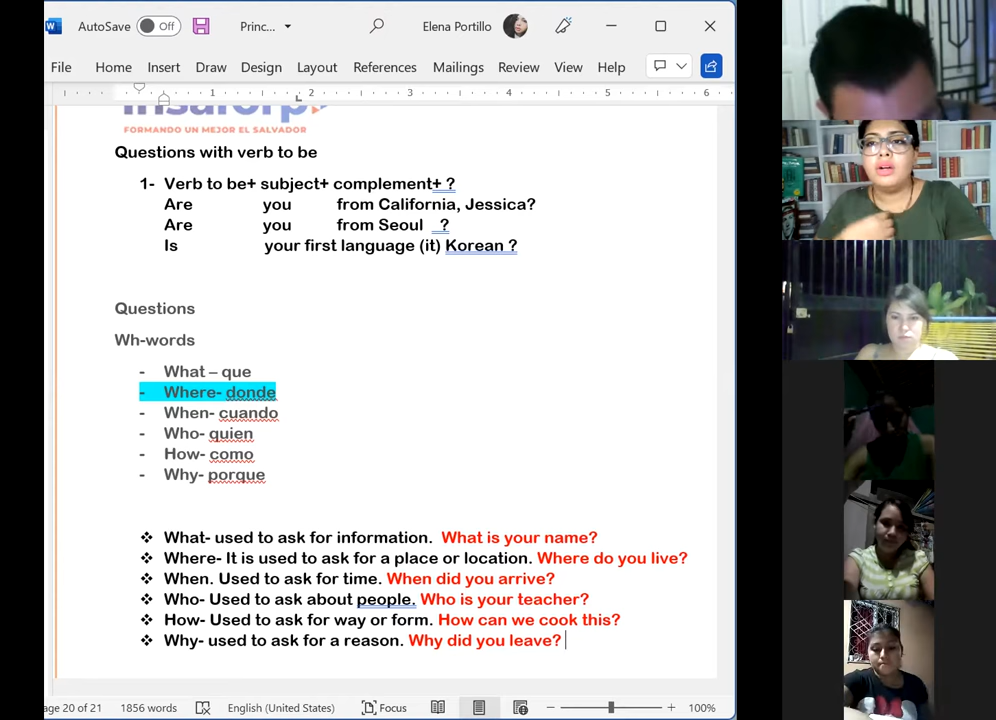 AutoSave Off Princ... Elena Portillo
File Home Insert Draw Design Layout References Mailings Review View Help
1 2 3 4 5 6
insaforp
FORMANDO UN MEJOR EL SALVADOR
Questions with verb to be
1- Verb to be+ subject+ complement+ ?
Are you from California, Jessica?
Are you from Seoul ?
Is your first language (it) Korean ?
Questions
Wh-words
- What – que
- Where- donde
- When- cuando
- Who- quien
- How- como
- Why- porque
❖ What- used to ask for information. What is your name?
❖ Where- It is used to ask for a place or location. Where do you live?
❖ When. Used to ask for time. When did you arrive?
❖ Who- Used to ask about people. Who is your teacher?
❖ How- Used to ask for way or form. How can we cook this?
❖ Why- used to ask for a reason. Why did you leave?
age 20 of 21 1856 words English (United States) Focus 100%